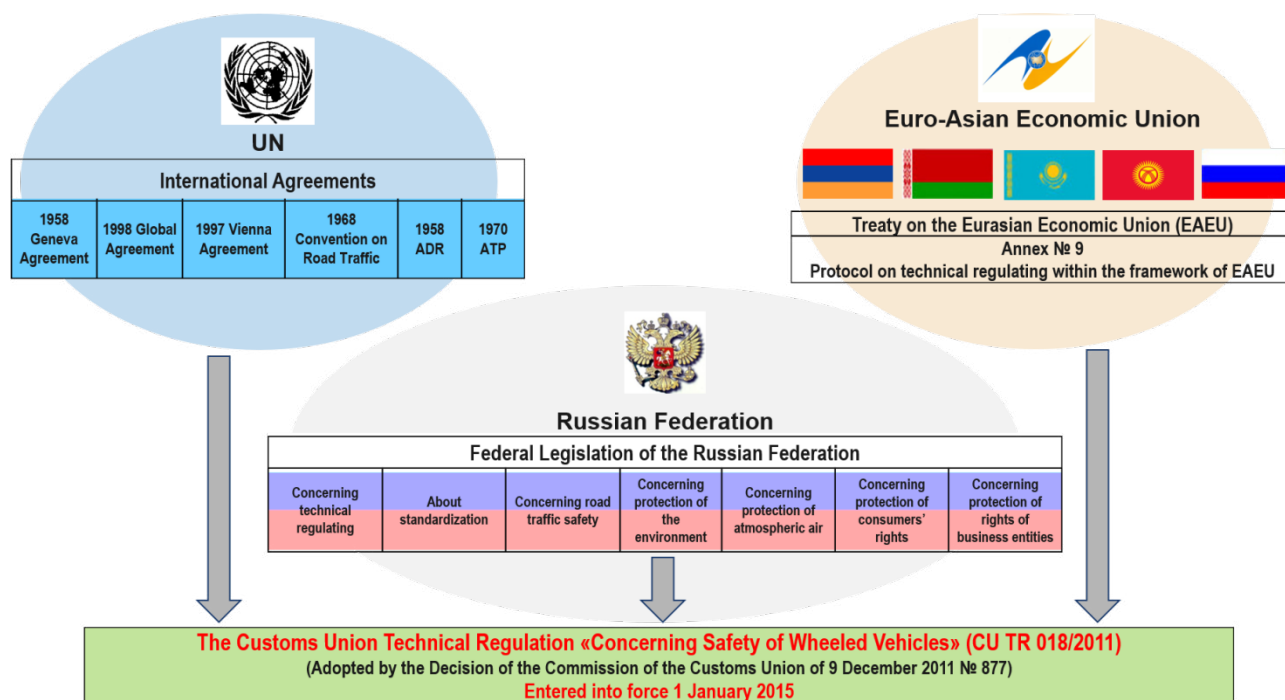 UN
International Agreements
1958
Geneva
Agreement
1998 Global
Agreement
1997 Vienna
Agreement
1968
Convention on
Road Traffic
1958
ADR
1970
ATP
Euro-Asian Economic Union
Treaty on the Eurasian Economic Union (EAEU)
Annex № 9
Protocol on technical regulating within the framework of EAEU
Russian Federation
Federal Legislation of the Russian Federation
Concerning
technical
regulating
About
standardization
Concerning road
traffic safety
Concerning
protection of
the
environment
Concerning
protection of
atmospheric air
Concerning
protection of
consumers’
rights
Concerning
protection of
rights of
business entities
The Customs Union Technical Regulation «Concerning Safety of Wheeled Vehicles» (CU TR 018/2011)
(Adopted by the Decision of the Commission of the Customs Union of 9 December 2011 № 877)
Entered into force 1 January 2015